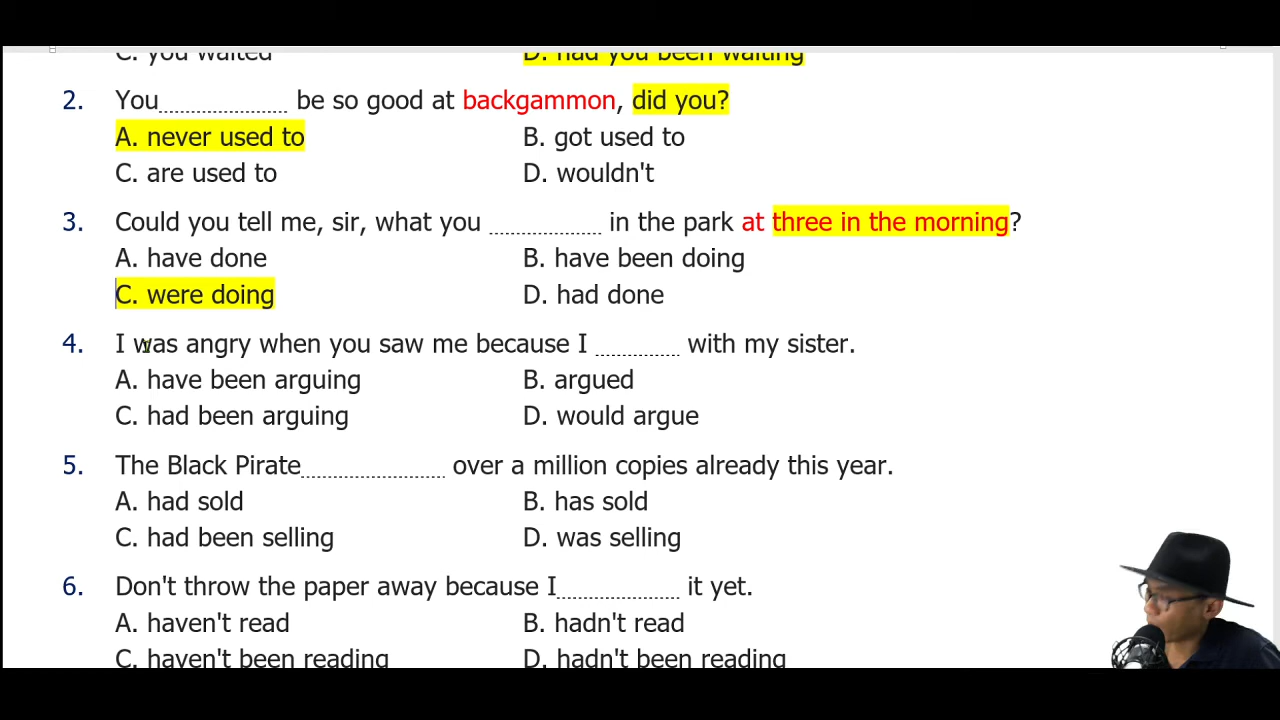 C. you waited D. had you been waiting
2. You.................... be so good at backgammon, did you?
A. never used to B. got used to
C. are used to D. wouldn't
3. Could you tell me, sir, what you .................. in the park at three in the morning?
A. have done B. have been doing
C. were doing D. had done
4. I was angry when you saw me because I ............. with my sister.
A. have been arguing B. argued
C. had been arguing D. would argue
5. The Black Pirate....................... over a million copies already this year.
A. had sold B. has sold
C. had been selling D. was selling
6. Don't throw the paper away because I................... it yet.
A. haven't read B. hadn't read
C. haven't been reading D. hadn't been reading